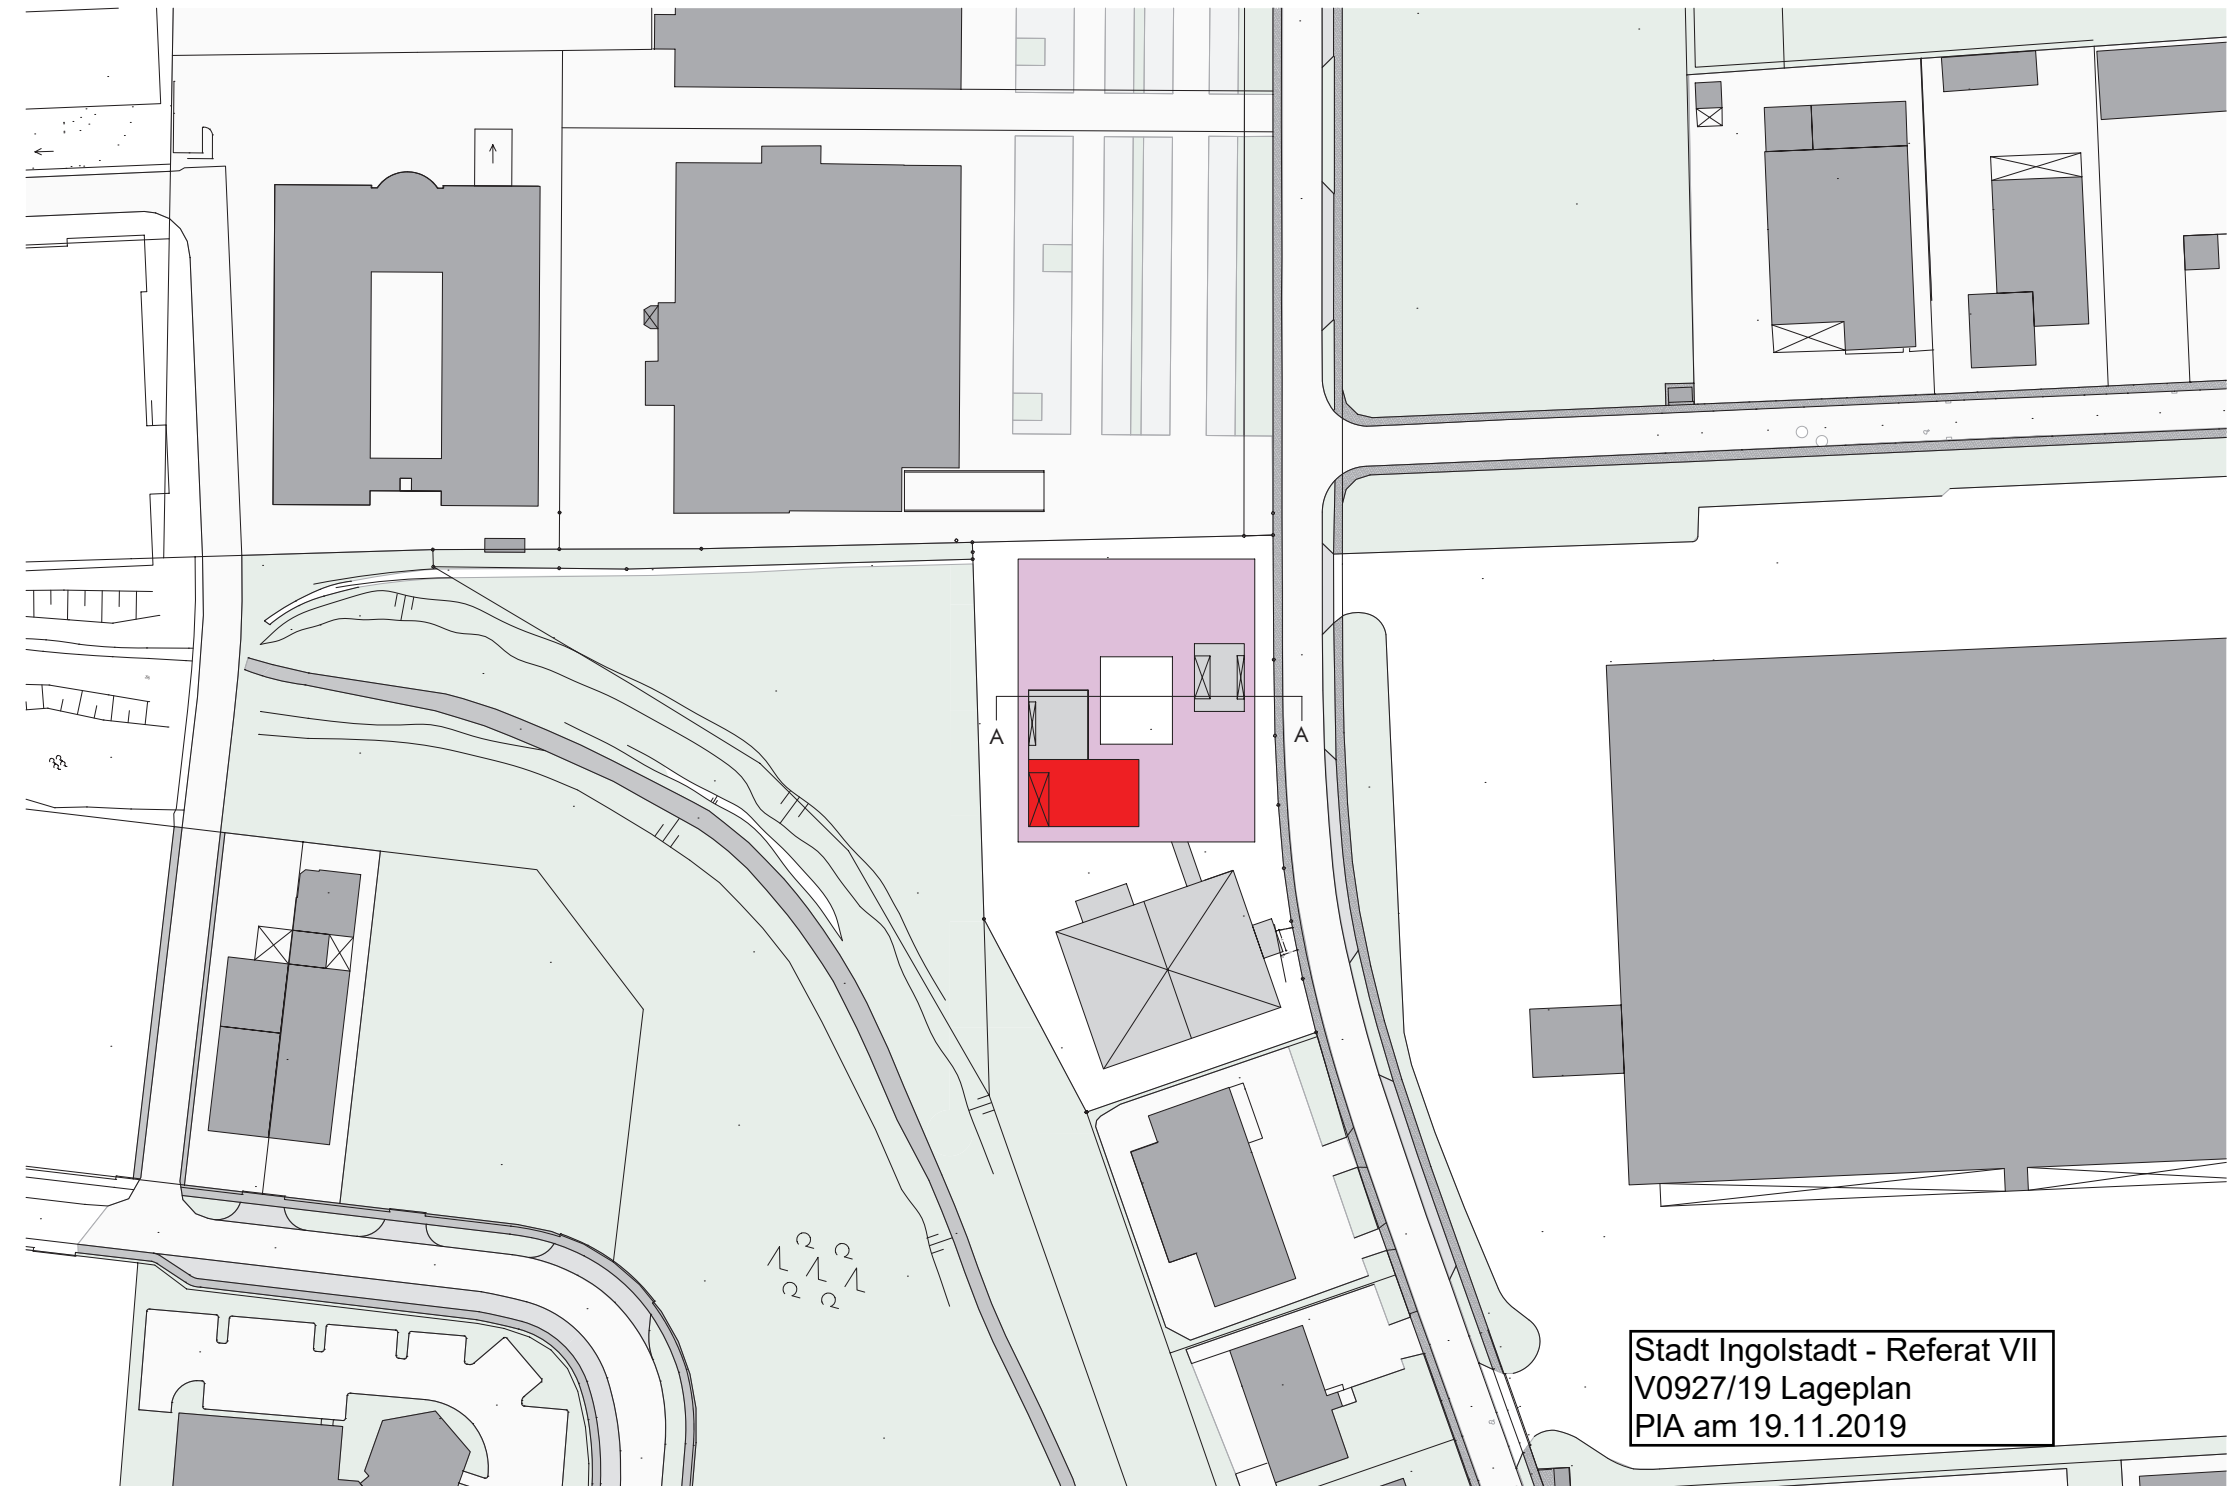 A
A
Stadt Ingolstadt - Referat VII
V0927/19 Lageplan
PlA am 19.11.2019